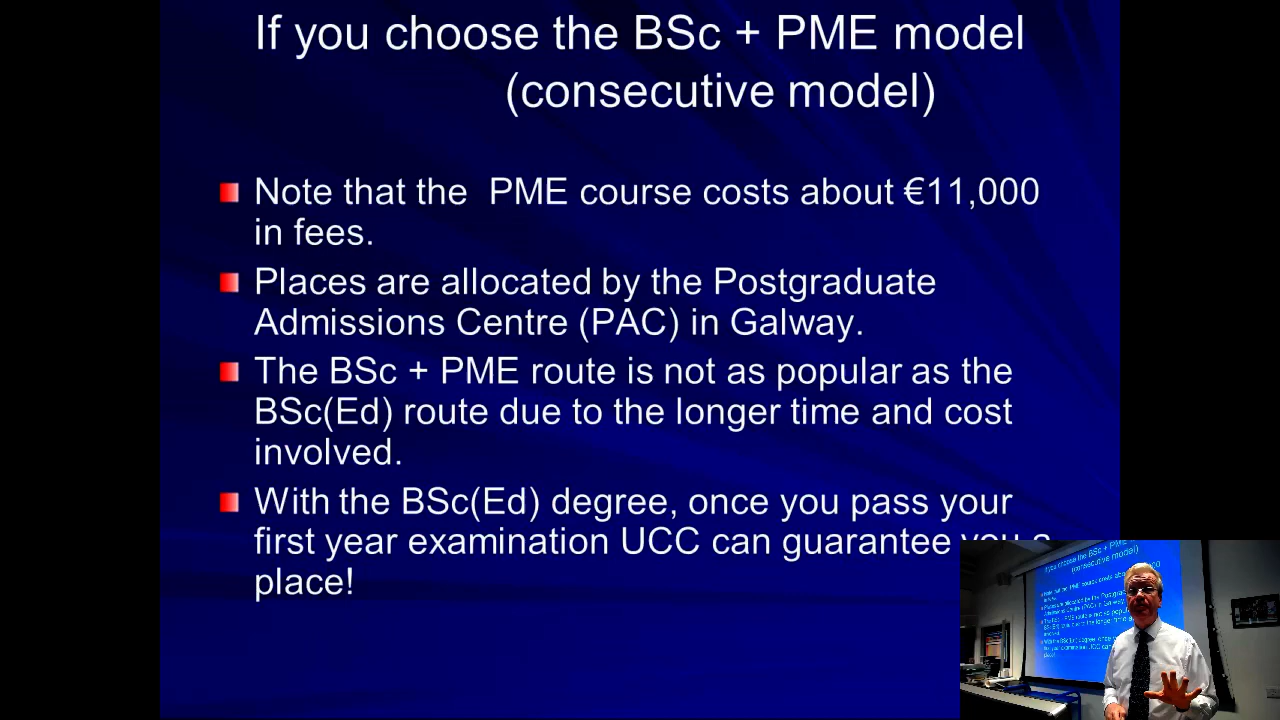 If you choose the BSc + PME model
(consecutive model)
Note that the PME course costs about €11,000
in fees.
Places are allocated by the Postgraduate
Admissions Centre (PAC) in Galway.
The BSc + PME route is not as popular as the
BSc(Ed) route due to the longer time and cost
involved.
With the BSc(Ed) degree, once you pass your
first year examination UCC can guarantee you a
place!